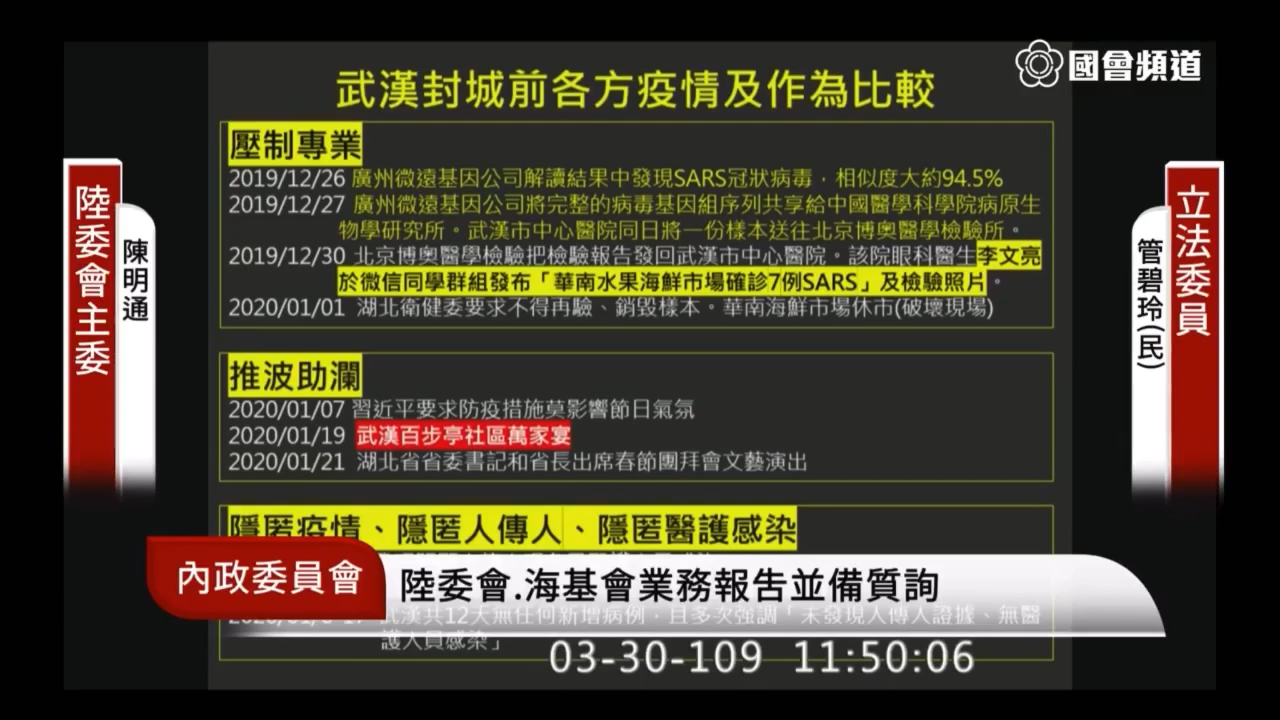 國會頻道
武漢封城前各方疫情及作為比較
壓制專業
2019/12/26 廣州微遠基因公司解讀結果中發現SARS冠狀病毒，相似度大約94.5%
2019/12/27 廣州微遠基因公司將完整的病毒基因組序列共享給中國醫學科學院病原生
物學研究所。武漢市中心醫院同日將一份樣本送往北京博奧醫學檢驗所。
2019/12/30 北京博奧醫學檢驗把檢驗報告發回武漢市中心醫院。該院眼科醫生李文亮
於微信同學群組發布「華南水果海鮮市場確診7例SARS」及檢驗照片。
2020/01/01 湖北衛健委要求不得再驗、銷毀樣本。華南海鮮市場休市(破壞現場)
推波助瀾
2020/01/07 習近平要求防疫措施莫影響節日氣氛
2020/01/19 武漢百步亭社區萬家宴
2020/01/21 湖北省省委書記和省長出席春節團拜會文藝演出
隱匿疫情、隱匿人傳人、隱匿醫護感染
武漢共12天無任何新增病例，且多次強調「未發現人傳人證據、無醫
護人員感染」
陸委會主委
陳明通
立法委員
管碧玲(民)
內政委員會
陸委會.海基會業務報告並備質詢
03-30-109 11:50:06